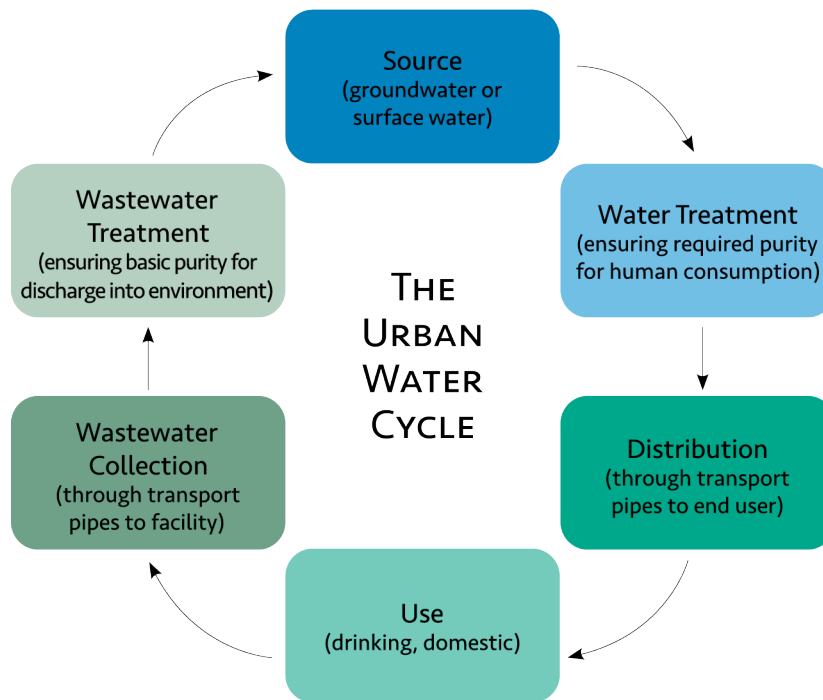 Source
(groundwater or
surface water)
Water Treatment
(ensuring required purity
for human consumption)
Distribution
(through transport
pipes to end user)
Use
(drinking, domestic)
Wastewater
Collection
(through transport
pipes to facility)
Wastewater
Treatment
(ensuring basic purity for
discharge into environment)
The
Urban
Water
Cycle